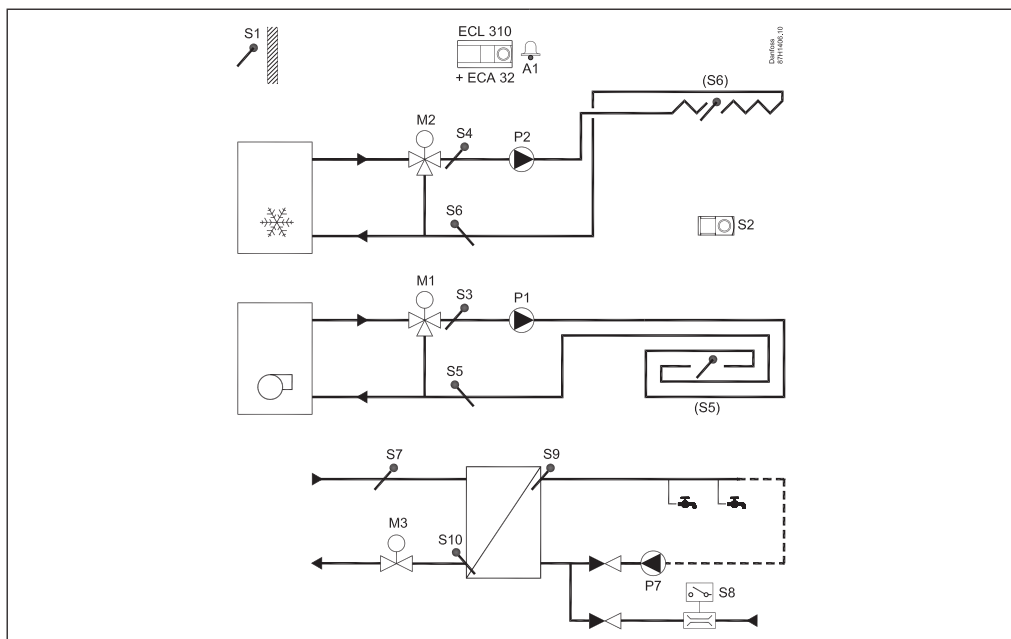 S1
ECL 310
A1
+ ECA 32
Danfoss
87H1406.10
(S6)
M2
S4
P2
S6
S2
M1
S3
P1
S5
(S5)
S7
S9
M3
S10
P7
S8